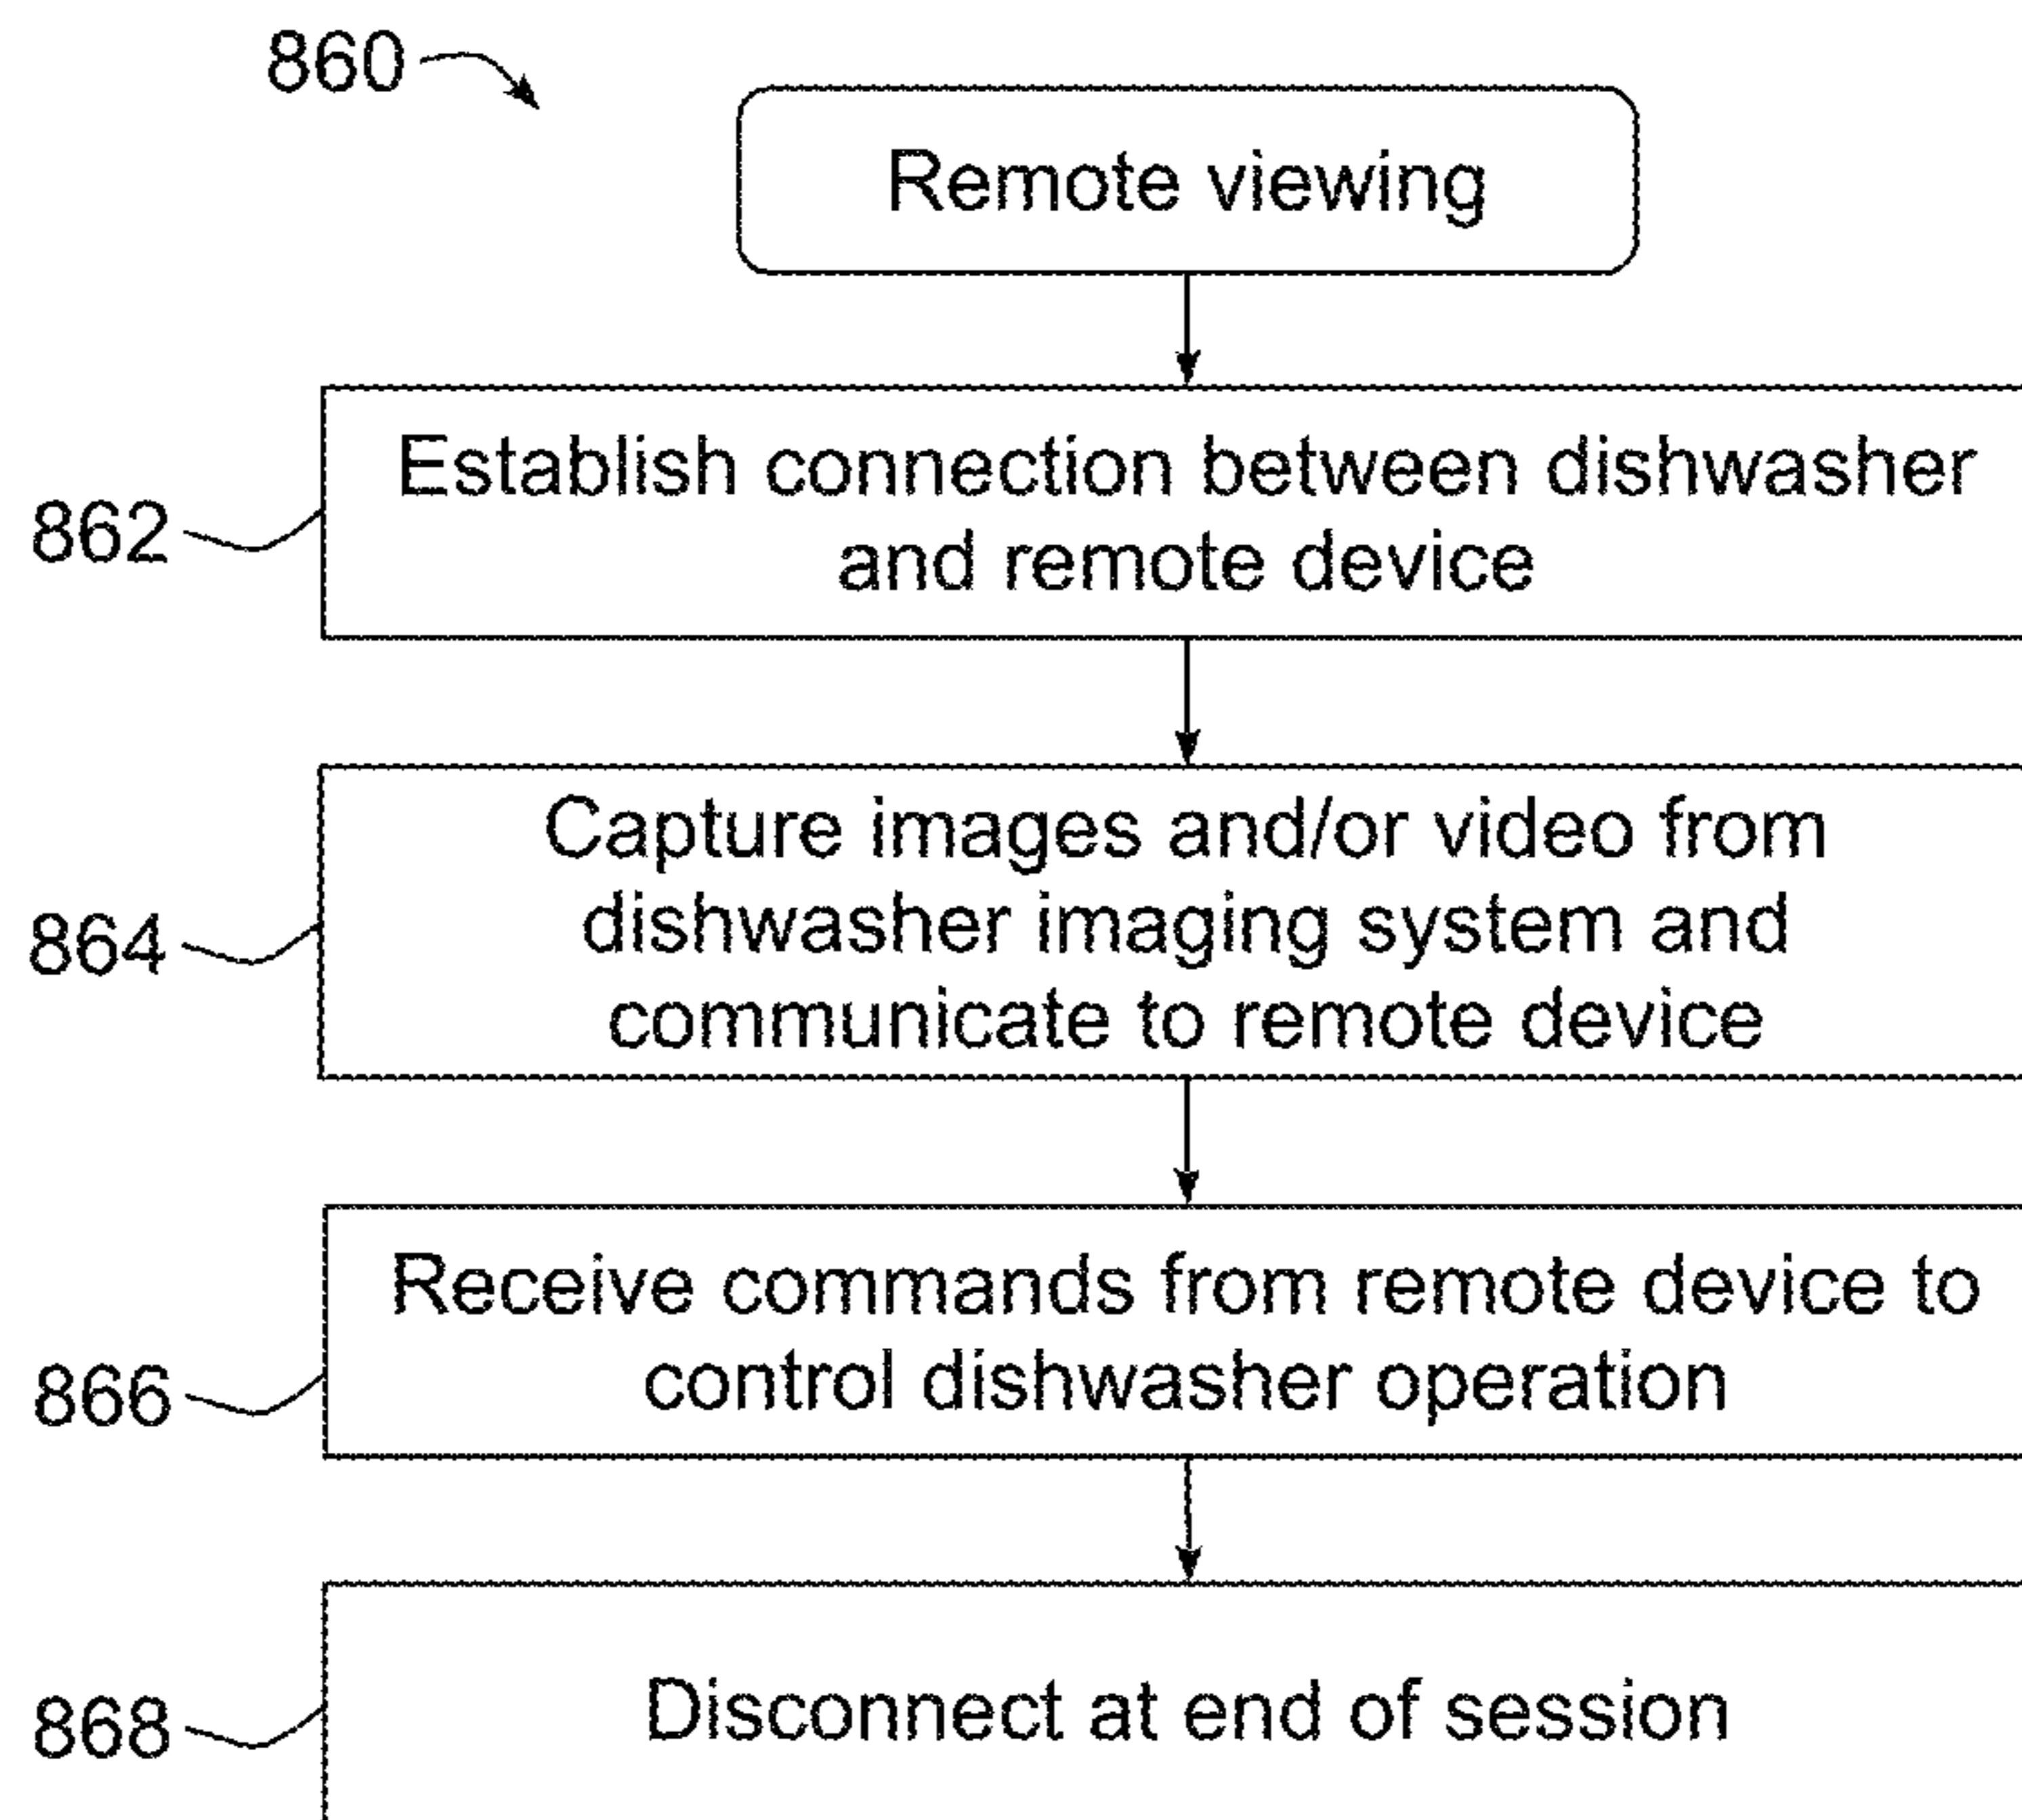 860
Remote viewing
Establish connection between dishwasher
and remote device
862
Capture images and/or video from
dishwasher imaging system and
communicate to remote device
864
Receive commands from remote device to
control dishwasher operation
866
Disconnect at end of session
868